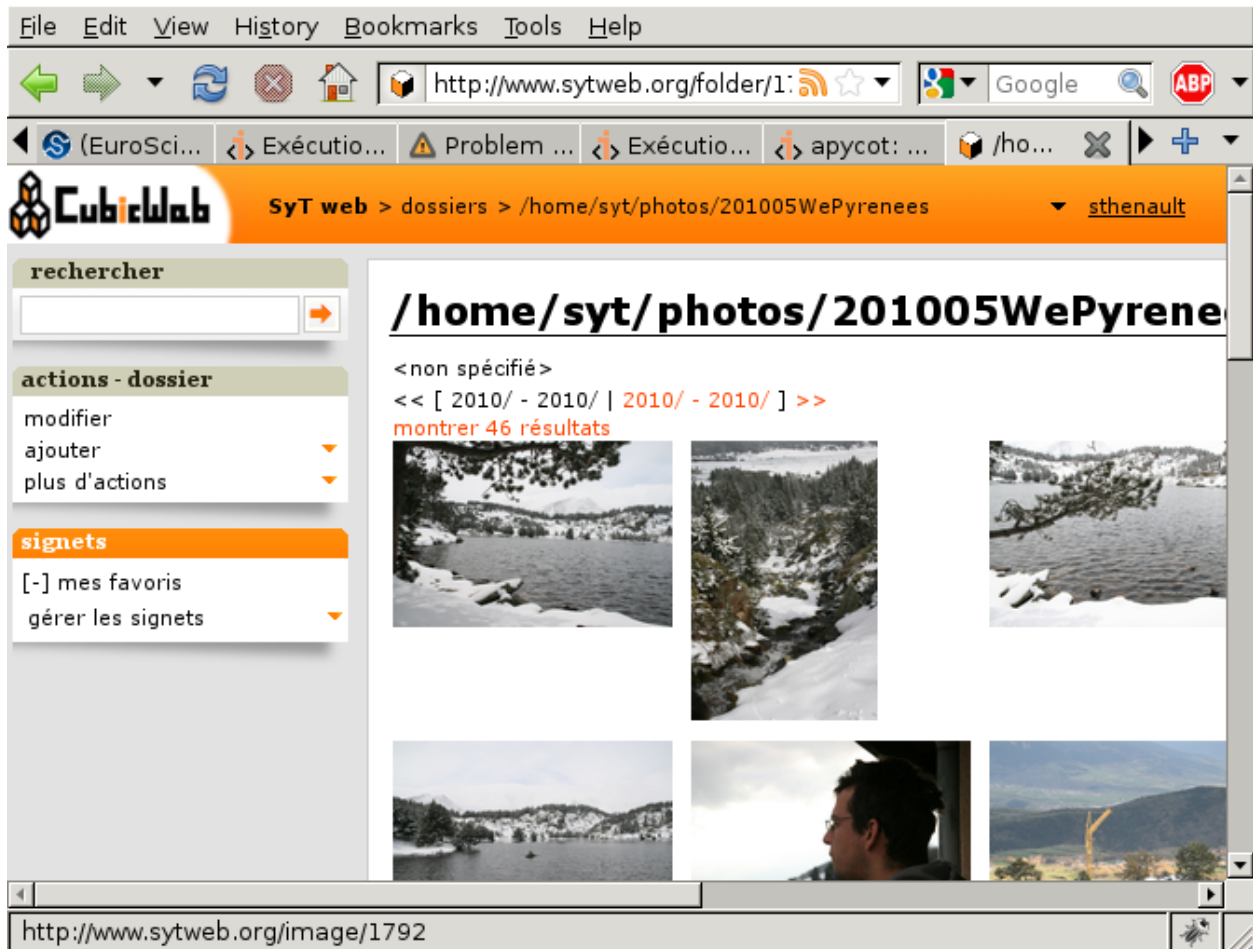 File Edit View History Bookmarks Tools Help
http://www.sytweb.org/folder/1 Google ABP
(EuroSci... Exécutio... Problem ... Exécutio... apycot: ... /ho...
CubicWeb SyT web > dossiers > /home/syt/photos/201005WePyrenees sthenault
rechercher
/home/syt/photos/201005WePyrene
<non spécifié>
actions - dossier
<< [ 2010/ - 2010/ | 2010/ - 2010/ ] >>
modifier
montrer 46 résultats
ajouter
plus d'actions
signets
[-] mes favoris
gérer les signets
http://www.sytweb.org/image/1792